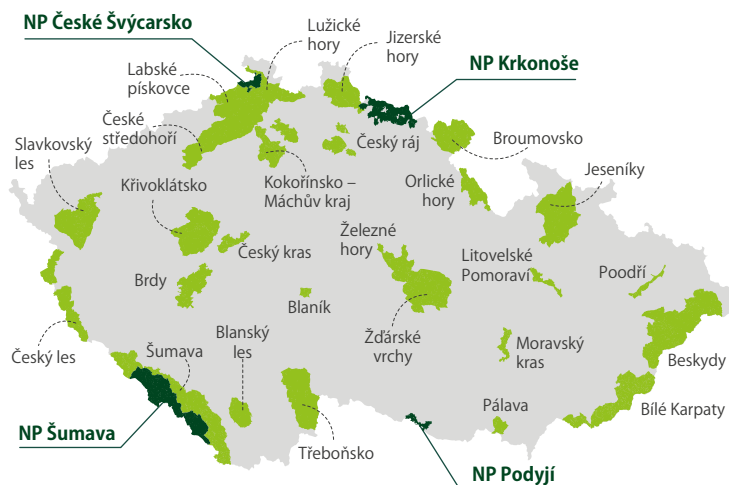 NP České Švýcarsko
Lužické
hory
Jizerské
hory
NP Krkonoše
Labské
pískovce
České
středohoří
Český ráj
Broumovsko
Slavkovský
les
Křivoklátsko
Kokořínsko –
Máchův kraj
Orlické
hory
Jeseníky
Český kras
Železné
hory
Litovelské
Pomoraví
Poodří
Brdy
Blaník
Žďárské
vrchy
Moravský
kras
Beskydy
Český les
Šumava
Blanský
les
Pálava
Bílé Karpaty
NP Šumava
Třeboňsko
NP Podyjí